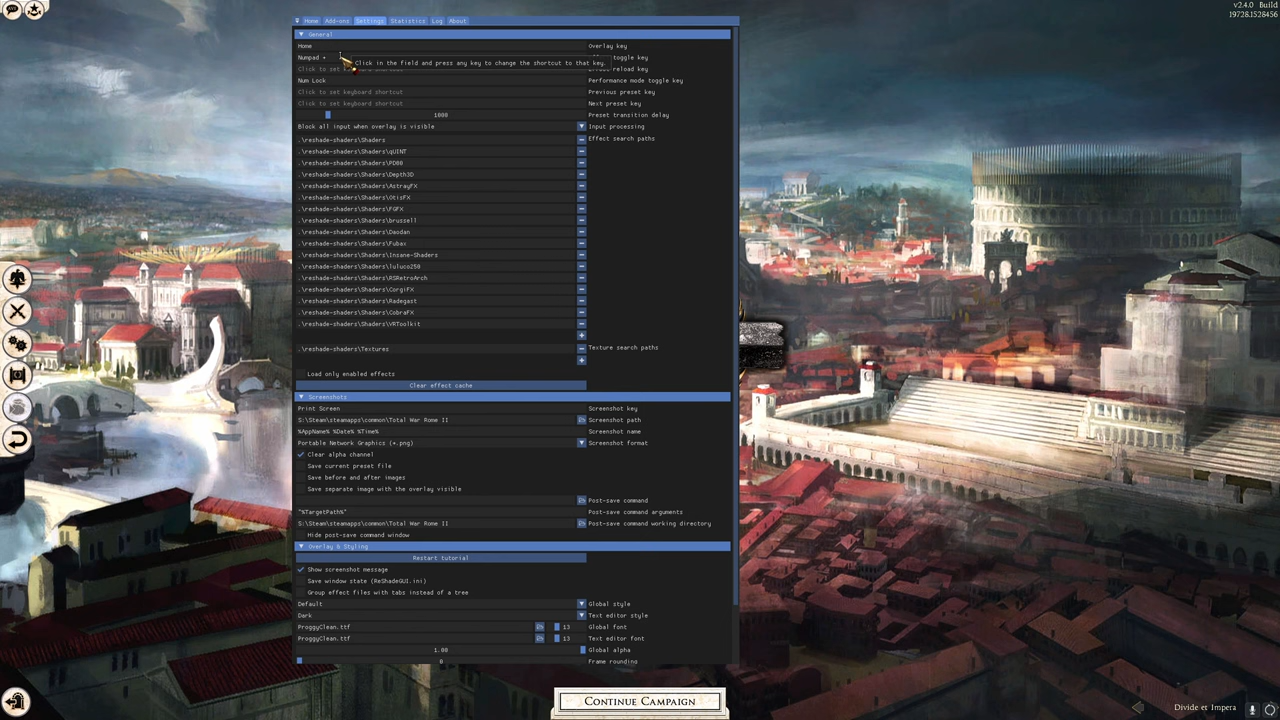 v2.4.0 Build
19728.1528456
Home Add-ons Settings Statistics Log About
General
Home Overlay key
Numpad + toggle key
Click in the field and press any key to change the shortcut to that key.
Click to set reload key
Num Lock Performance mode toggle key
Click to set keyboard shortcut Previous preset key
Click to set keyboard shortcut Next preset key
1000 Preset transition delay
Block all input when overlay is visible Input processing
.\reshade-shaders\Shaders Effect search paths
.\reshade-shaders\Shaders\qUINT
.\reshade-shaders\Shaders\PD80
.\reshade-shaders\Shaders\Depth3D
.\reshade-shaders\Shaders\AstrayFX
.\reshade-shaders\Shaders\OtisFX
.\reshade-shaders\Shaders\FGFX
.\reshade-shaders\Shaders\brussell
.\reshade-shaders\Shaders\Daodan
.\reshade-shaders\Shaders\Fubax
.\reshade-shaders\Shaders\Insane-Shaders
.\reshade-shaders\Shaders\luluco250
.\reshade-shaders\Shaders\RSRetroArch
.\reshade-shaders\Shaders\CorgiFX
.\reshade-shaders\Shaders\Radegast
.\reshade-shaders\Shaders\CobraFX
.\reshade-shaders\Shaders\VRToolkit
+
.\reshade-shaders\Textures Texture search paths
+
Load only enabled effects
Clear effect cache
Screenshots
Print Screen Screenshot key
S:\Steam\steamapps\common\Total War Rome II Screenshot path
%AppName% %Date% %Time% Screenshot name
Portable Network Graphics (*.png) Screenshot format
Clear alpha channel
Save current preset file
Save before and after images
Save separate image with the overlay visible
Post-save command
"%TargetPath%" Post-save command arguments
S:\Steam\steamapps\common\Total War Rome II Post-save command working directory
Hide post-save command window
Overlay & Styling
Restart tutorial
Show screenshot message
Save window state (ReShadeGUI.ini)
Group effect files with tabs instead of a tree
Default Global style
Dark Text editor style
ProggyClean.ttf 13 Global font
ProggyClean.ttf 13 Text editor font
1.00 Global alpha
0 Frame rounding
Continue Campaign
Divide et Impera